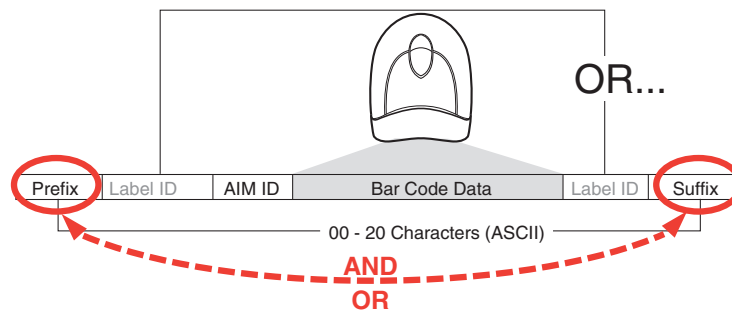 OR...
Prefix Label ID AIM ID Bar Code Data Label ID Suffix
00 - 20 Characters (ASCII)
AND
OR